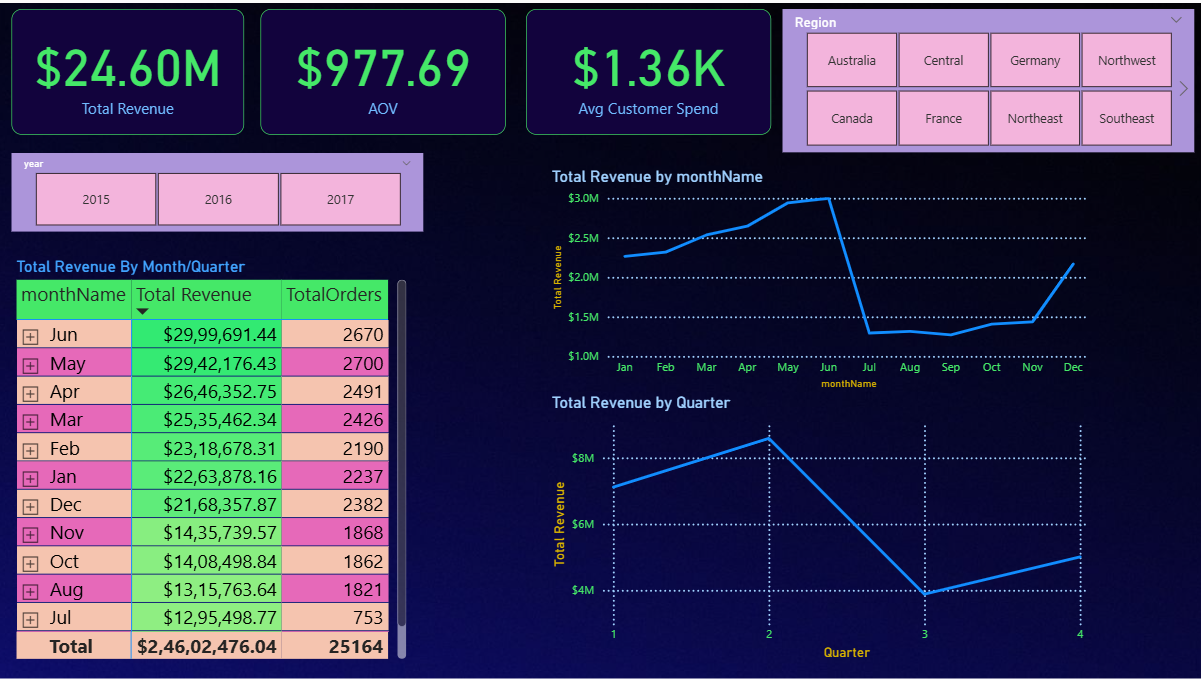 $24.60M
Total Revenue
$977.69
AOV
$1.36K
Avg Customer Spend
Region
Australia Central Germany Northwest
Canada France Northeast Southeast
year
2015 2016 2017
Total Revenue By Month/Quarter
monthName Total Revenue TotalOrders
Jun $29,99,691.44 2670
May $29,42,176.43 2700
Apr $26,46,352.75 2491
Mar $25,35,462.34 2426
Feb $23,18,678.31 2190
Jan $22,63,878.16 2237
Dec $21,68,357.87 2382
Nov $14,35,739.57 1868
Oct $14,08,498.84 1862
Aug $13,15,763.64 1821
Jul $12,95,498.77 753
Total $2,46,02,476.04 25164
Total Revenue by monthName
Total Revenue
$3.0M
$2.5M
$2.0M
$1.5M
$1.0M
Jan Feb Mar Apr May Jun Jul Aug Sep Oct Nov Dec
monthName
Total Revenue by Quarter
Total Revenue
$8M
$6M
$4M
1 2 3 4
Quarter